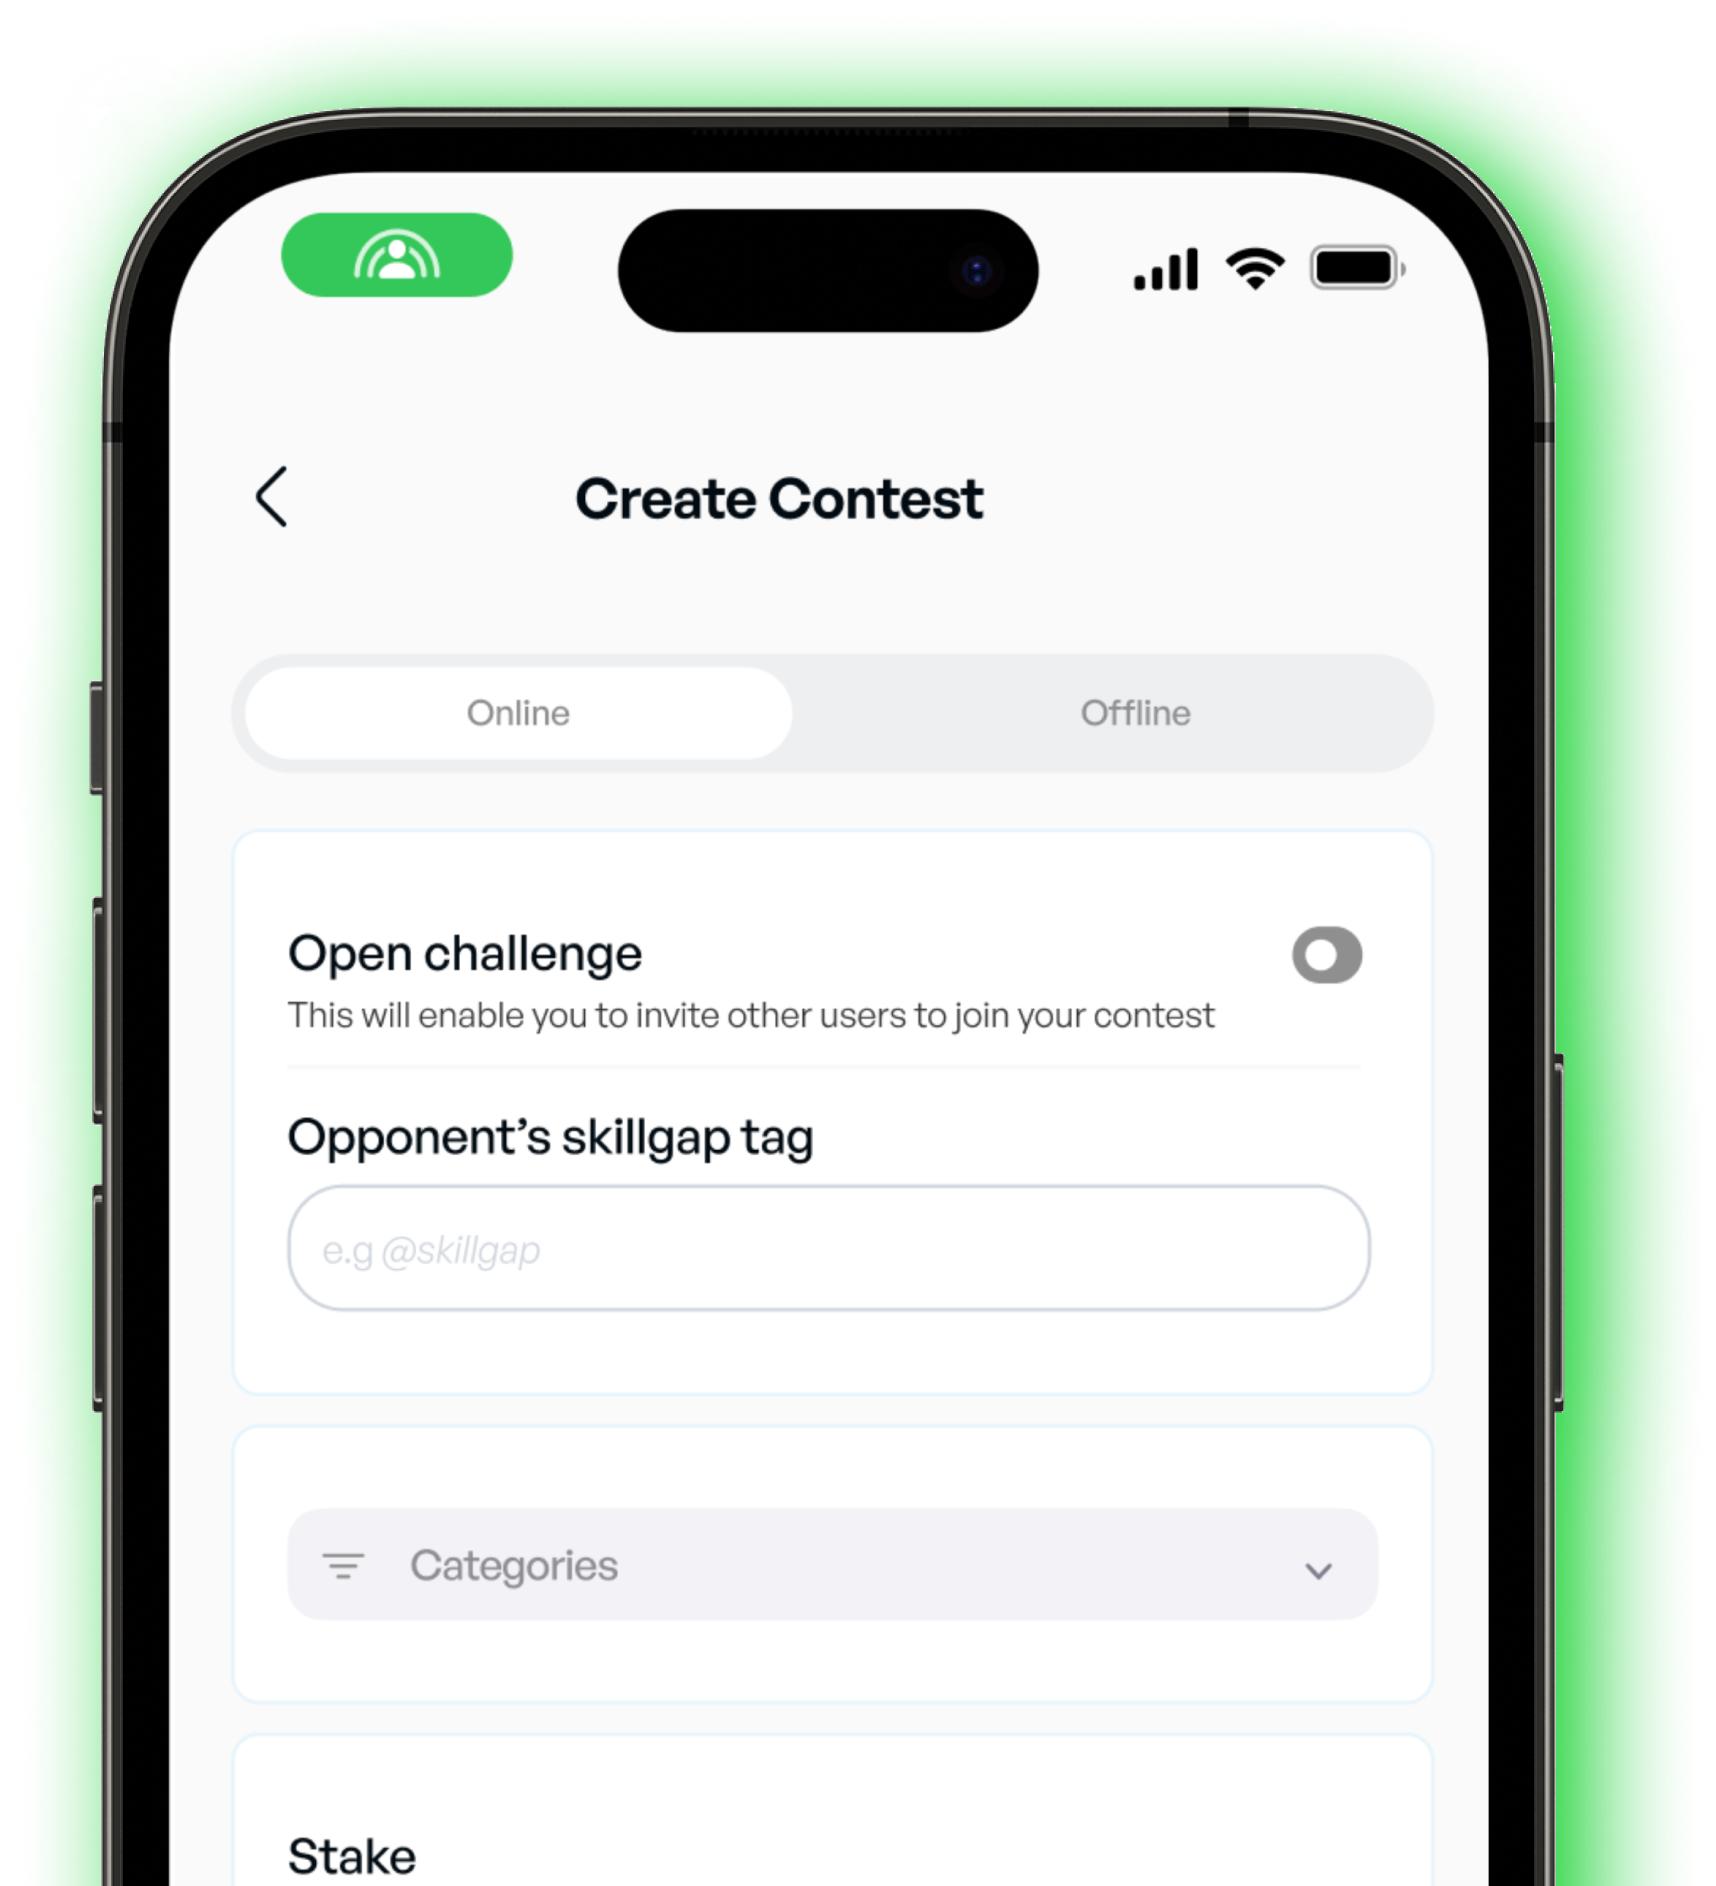 Create Contest
Online
Offline
Open challenge
This will enable you to invite other users to join your contest
Opponent’s skillgap tag
e.g @skillgap
Categories
Stake